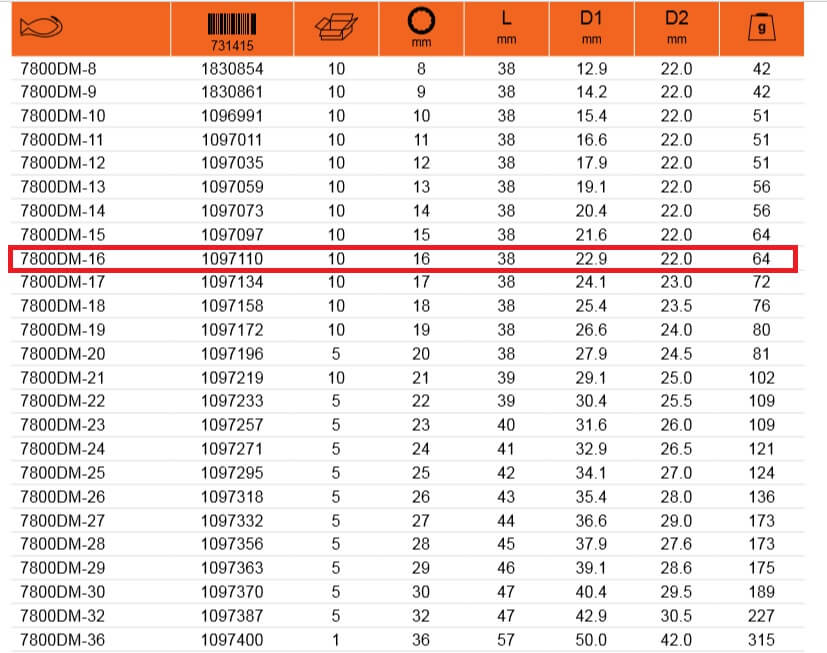 731415 mm L mm D1 mm D2 mm g
7800DM-8 1830854 10 8 38 12.9 22.0 42
7800DM-9 1830861 10 9 38 14.2 22.0 42
7800DM-10 1096991 10 10 38 15.4 22.0 51
7800DM-11 1097011 10 11 38 16.6 22.0 51
7800DM-12 1097035 10 12 38 17.9 22.0 51
7800DM-13 1097059 10 13 38 19.1 22.0 56
7800DM-14 1097073 10 14 38 20.4 22.0 56
7800DM-15 1097097 10 15 38 21.6 22.0 64
7800DM-16 1097110 10 16 38 22.9 22.0 64
7800DM-17 1097134 10 17 38 24.1 23.0 72
7800DM-18 1097158 10 18 38 25.4 23.5 76
7800DM-19 1097172 10 19 38 26.6 24.0 80
7800DM-20 1097196 5 20 38 27.9 24.5 81
7800DM-21 1097219 10 21 39 29.1 25.0 102
7800DM-22 1097233 5 22 39 30.4 25.5 109
7800DM-23 1097257 5 23 40 31.6 26.0 109
7800DM-24 1097271 5 24 41 32.9 26.5 121
7800DM-25 1097295 5 25 42 34.1 27.0 124
7800DM-26 1097318 5 26 43 35.4 28.0 136
7800DM-27 1097332 5 27 44 36.6 29.0 173
7800DM-28 1097356 5 28 45 37.9 27.6 173
7800DM-29 1097363 5 29 46 39.1 28.6 175
7800DM-30 1097370 5 30 47 40.4 29.5 189
7800DM-32 1097387 5 32 47 42.9 30.5 227
7800DM-36 1097400 1 36 57 50.0 42.0 315